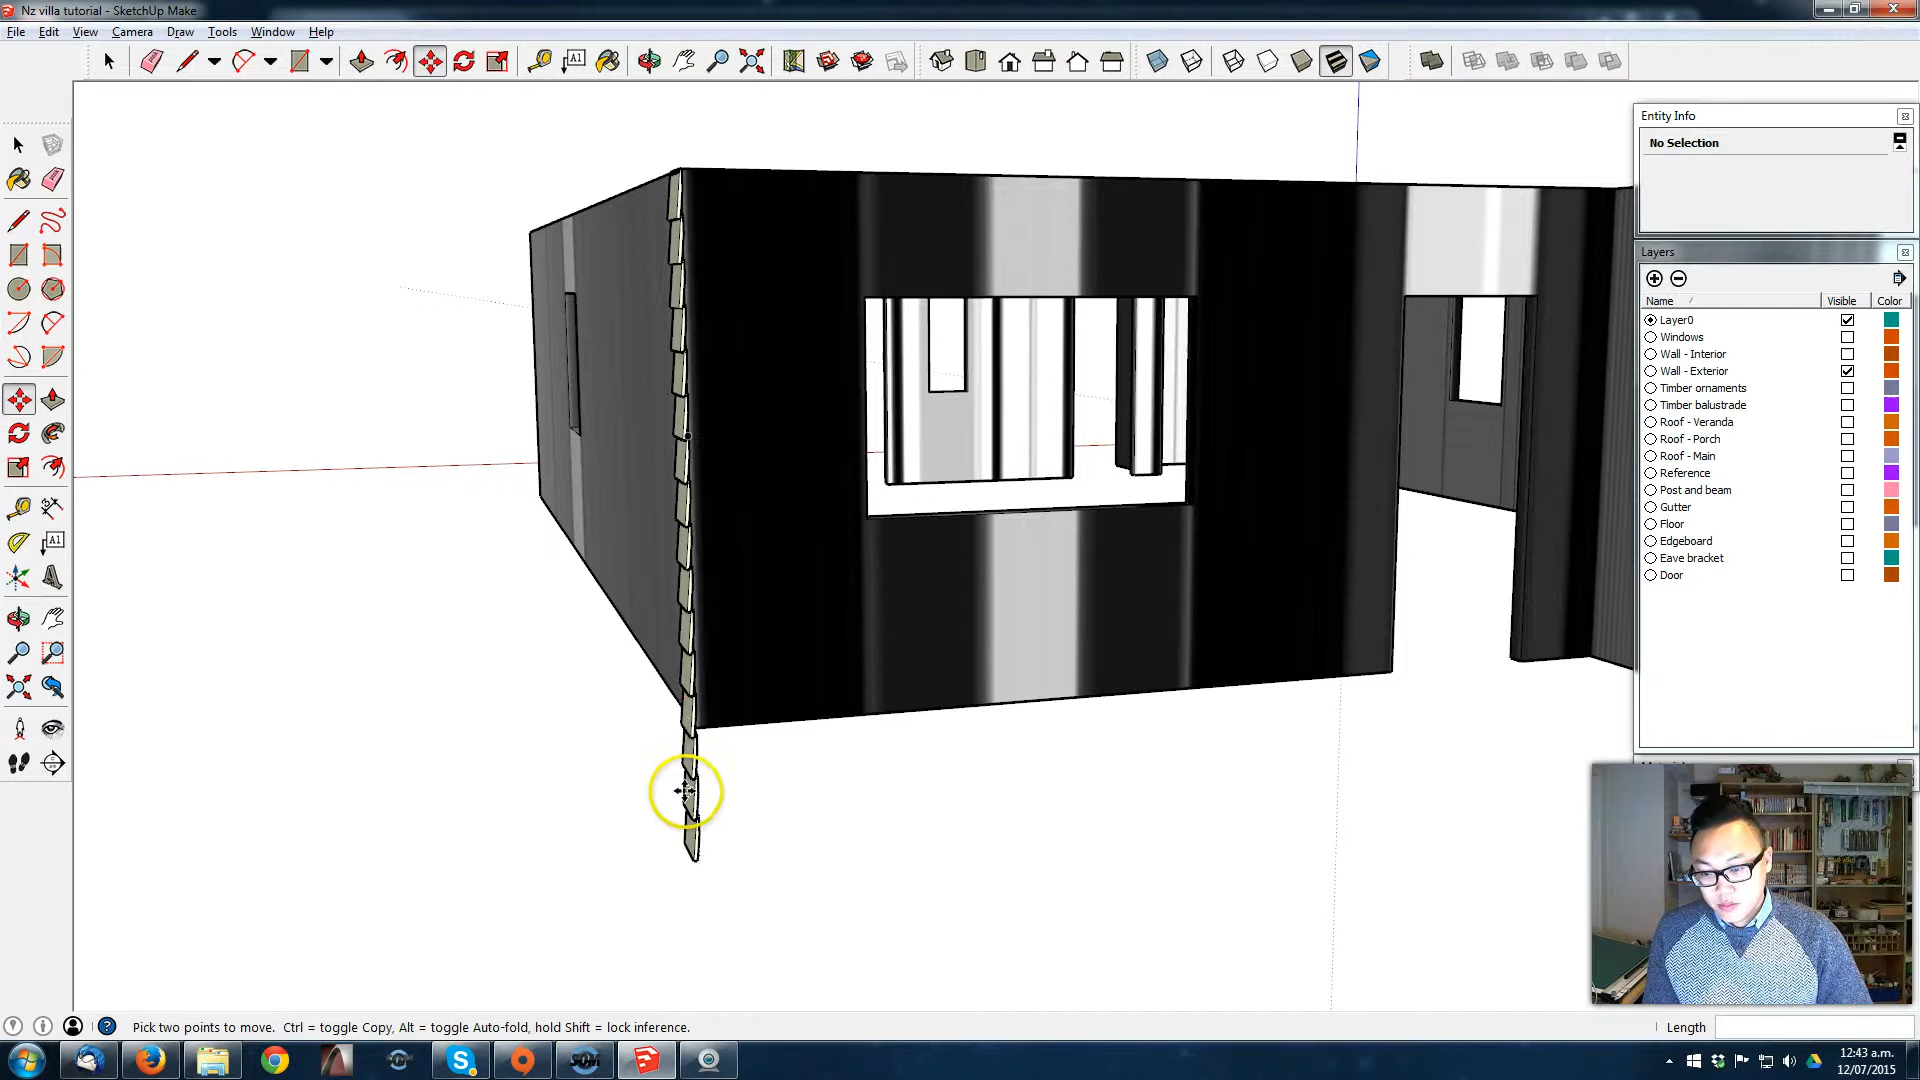 Nz villa tutorial - SketchUp Make
File Edit View Camera Draw Tools Window Help
A1
Entity Info
No Selection
Layers
Name Visible Color
Layer0
Windows
Wall - Interior
Wall - Exterior
Timber ornaments
Timber balustrade
Roof - Veranda
Roof - Porch
Roof - Main
Reference
Post and beam
Gutter
Floor
Edgeboard
Eave bracket
Door
A1
Pick two points to move. Ctrl = toggle Copy, Alt = toggle Auto-fold, hold Shift = lock inference.
Length
12:43 a.m.
12/07/2015